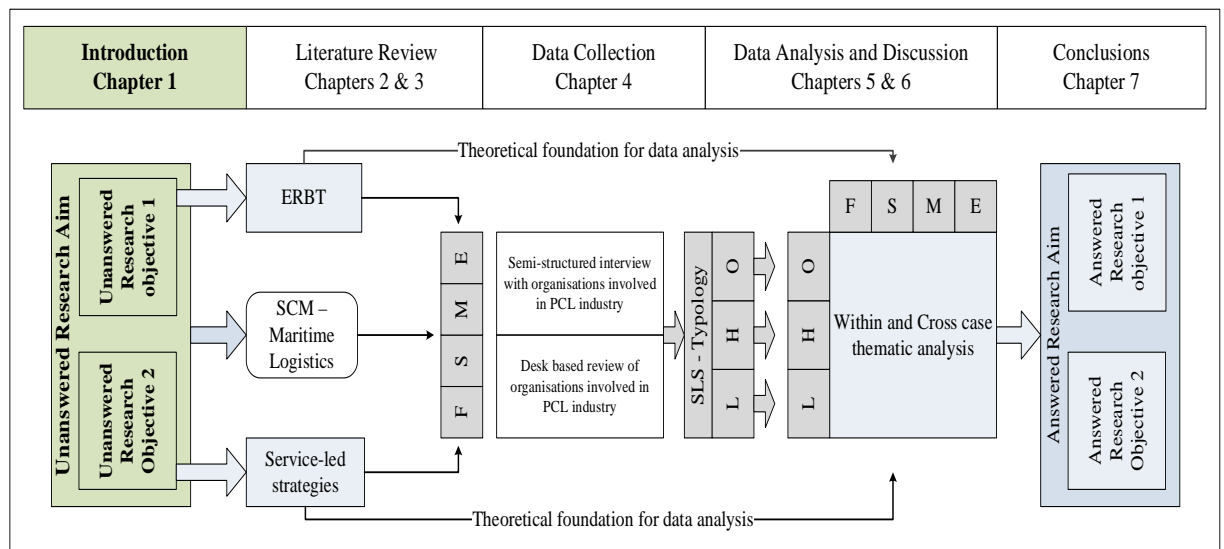 Introduction
Chapter 1
Literature Review
Chapters 2 & 3
Data Collection
Chapter 4
Data Analysis and Discussion
Chapters 5 & 6
Conclusions
Chapter 7
Unanswered Research Aim
Unanswered
Research
objective 1
Unanswered
Research
Objective 2
Theoretical foundation for data analysis
ERBT
SCM –
Maritime
Logistics
Service-led
strategies
E
M
S
F
Semi-structured interview
with organisations involved
in PCL industry
Desk based review of
organisations involved in
PCL industry
SLS - Typology
O
H
L
O
H
L
F
S
M
E
Within and Cross case
thematic analysis
Theoretical foundation for data analysis
Answered Research Aim
Answered
Research
objective 1
Answered
Research
Objective 2